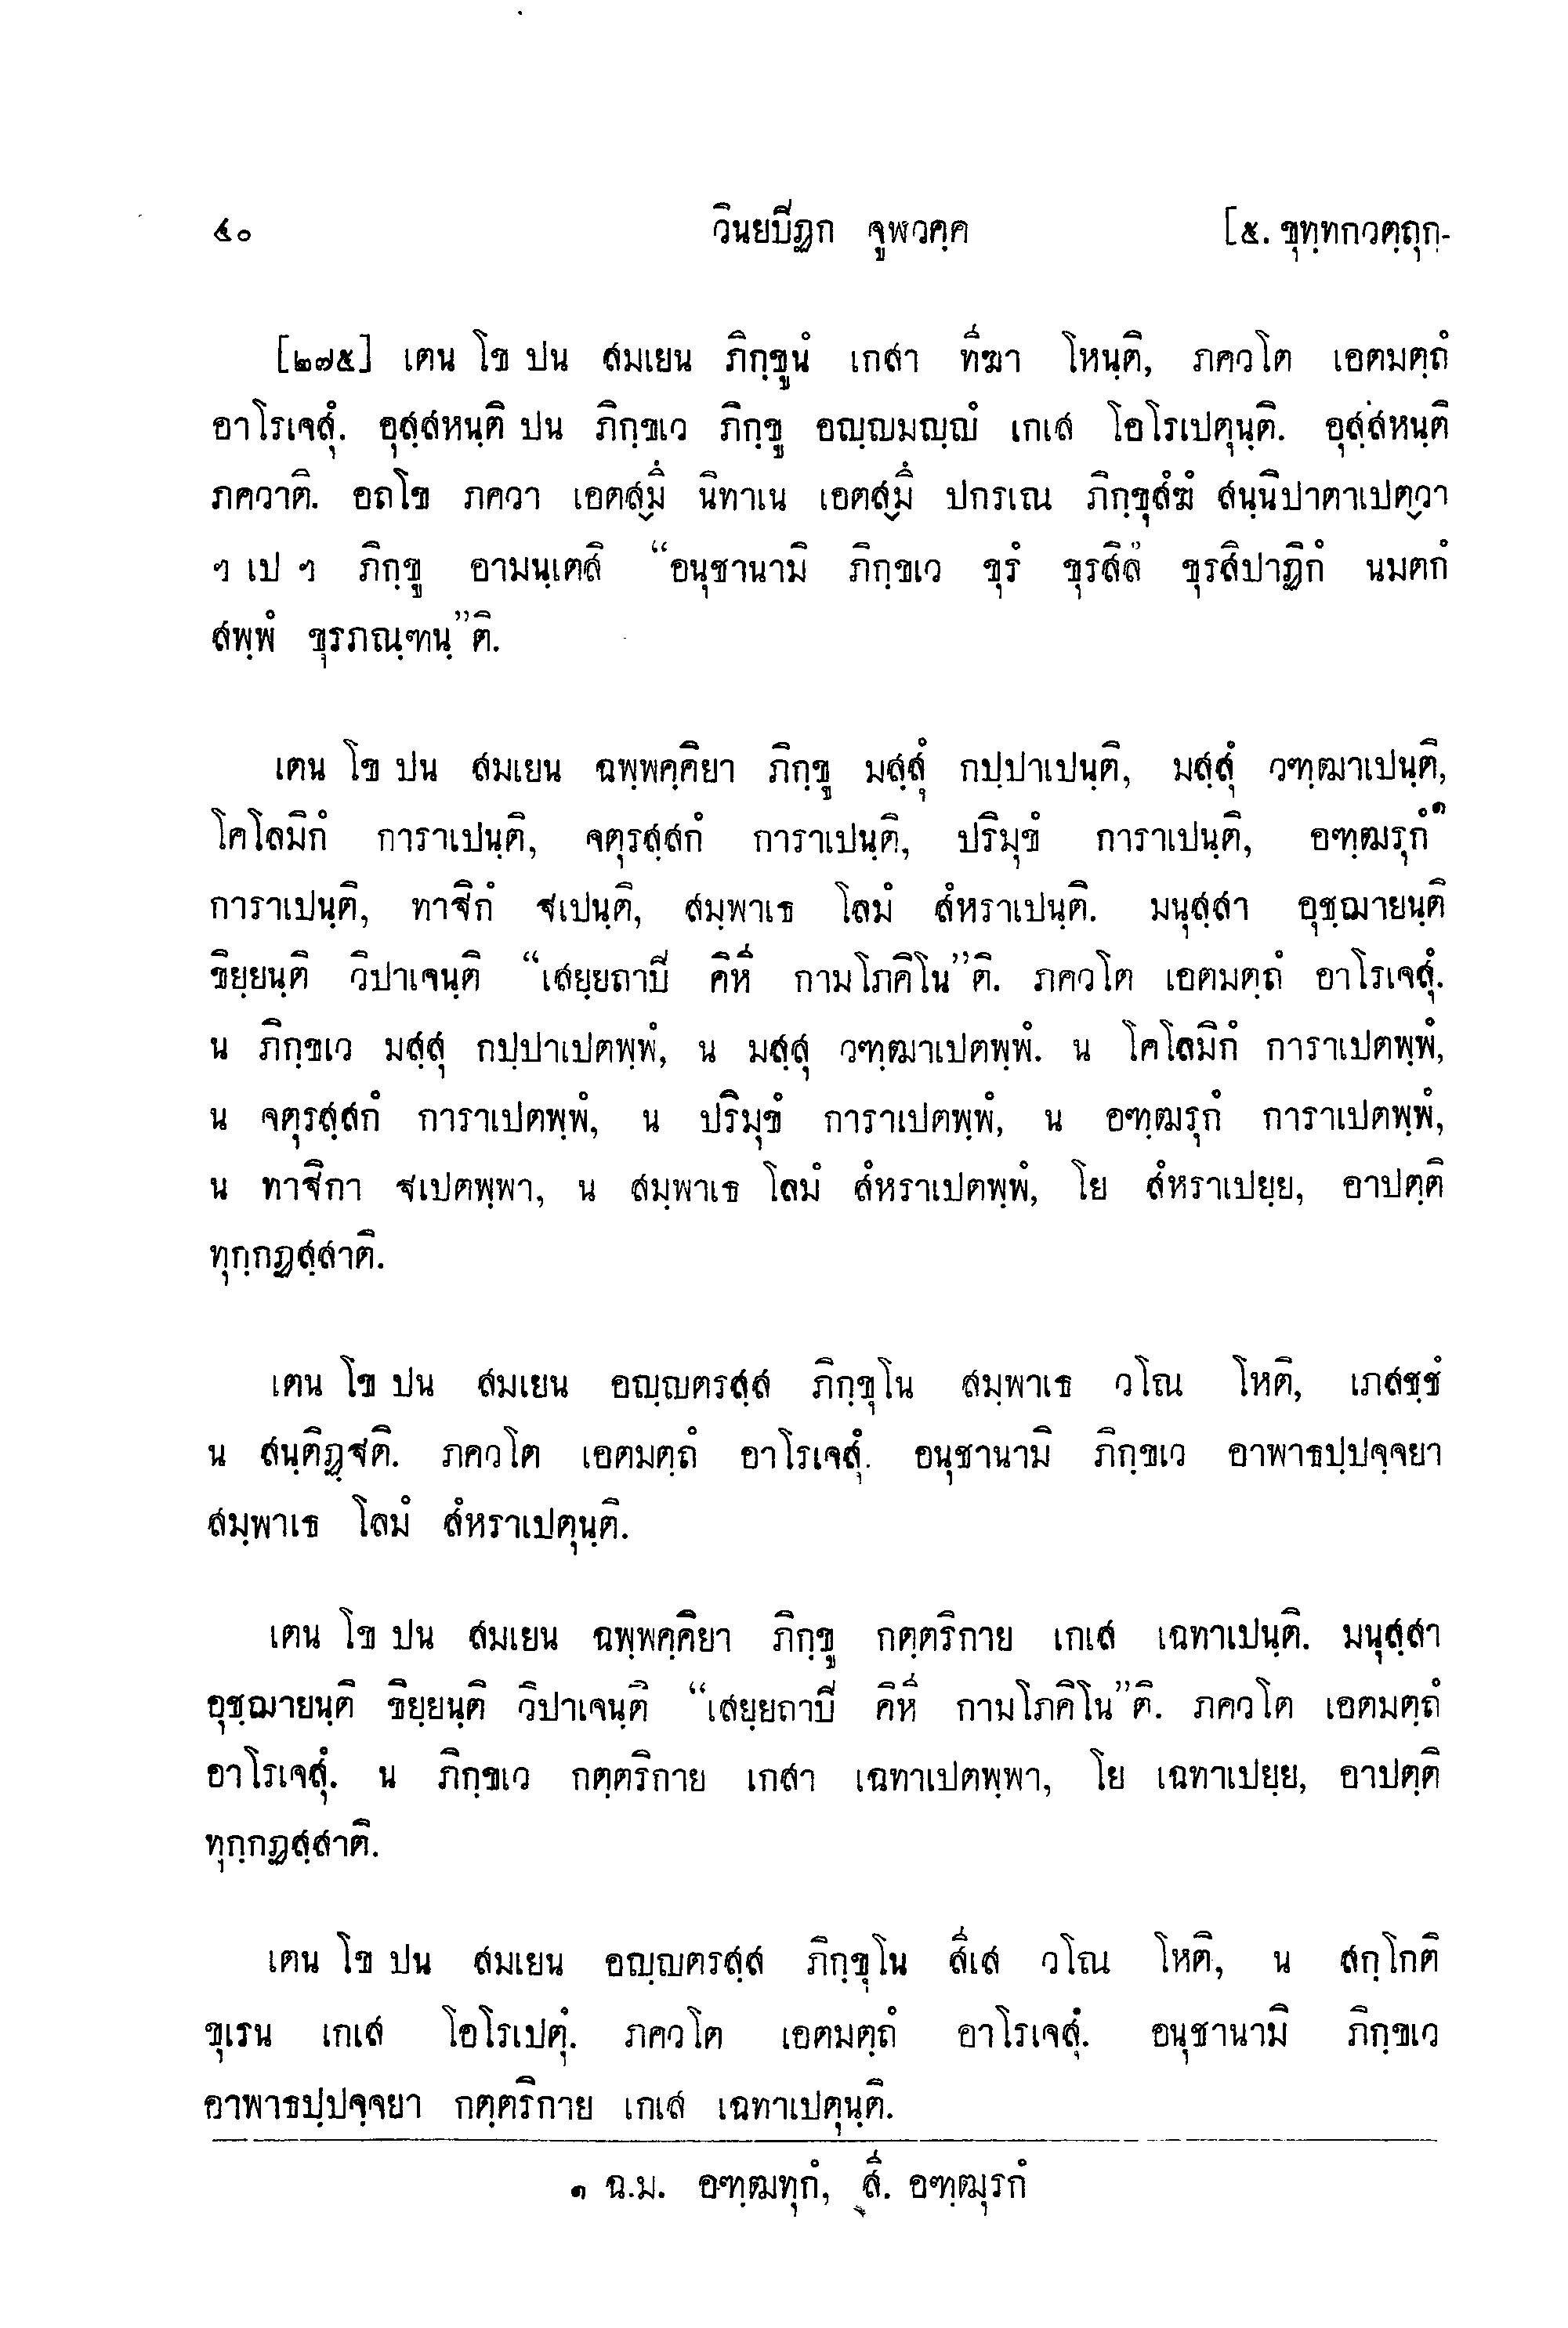 ๕๐ วินยปิฏก จูฬวคฺค [๕. ขุทฺทกวตฺถุกฺ-
[๒๗๕] เตน โข ปน สมเยน ภิกฺขูนํ เกสา ทีฆา โหนฺติ, ภควโต เอตมตฺถํ
อาโรเจสุํ. อุสฺสหนฺติ ปน ภิกฺขเว ภิกฺขู อญฺญมญฺญํ เกเส โอโรเปตุนฺติ. อุสฺสหนฺติ
ภควาติ. อถโข ภควา เอตสฺมึ นิทาเน เอตสฺมึ ปกรเณ ภิกฺขุสํฆํ สนฺนิปาตาเปตฺวา
ฯ เป ฯ ภิกฺขู อามนฺเตสิ “อนุชานามิ ภิกฺขเว ขุรํ ขุรสิลํ ขุรสิปาฏิกํ นมตกํ
สพฺพํ ขุรภณฺฑนฺ”ติ.
เตน โข ปน สมเยน ฉพฺพคฺคิยา ภิกฺขู มสฺสุํ กปฺปาเปนฺติ, มสฺสุํ วฑฺฒาเปนฺติ,
โคโลมิกํ การาเปนฺติ, จตุรสฺสกํ การาเปนฺติ, ปริมุขํ การาเปนฺติ, อฑฺฒรุกํ๑
การาเปนฺติ, ทาฐิกํ ฐเปนฺติ, สมฺพาเธ โลมํ สํหราเปนฺติ. มนุสฺสา อุชฺฌายนฺติ
ขิยฺยนฺติ วิปาเจนฺติ “เสยฺยถาปิ คิหี กามโภคิโน”ติ. ภควโต เอตมตฺถํ อาโรเจสุํ.
น ภิกฺขเว มสฺสุ กปฺปาเปตพฺพํ, น มสฺสุ วฑฺฒาเปตพฺพํ. น โคโลมิกํ การาเปตพฺพํ,
น จตุรสฺสกํ การาเปตพฺพํ, น ปริมุขํ การาเปตพฺพํ, น อฑฺฒรุกํ การาเปตพฺพํ,
น ทาฐิกา ฐเปตพฺพา, น สมฺพาเธ โลมํ สํหราเปตพฺพํ, โย สํหราเปยฺย, อาปตฺติ
ทุกฺกฏสฺสาติ.
เตน โข ปน สมเยน อญฺญตรสฺส ภิกฺขุโน สมฺพาเธ วโณ โหติ, เภสชฺชํ
น สนฺติฏฺฐติ. ภควโต เอตมตฺถํ อาโรเจสุํ. อนุชานามิ ภิกฺขเว อาพาธปฺปจฺจยา
สมฺพาเธ โลมํ สํหราเปตุนฺติ.
เตน โข ปน สมเยน ฉพฺพคฺคิยา ภิกฺขู กตฺตริกาย เกเส เฉทาเปนฺติ. มนุสฺสา
อุชฺฌายนฺติ ขิยฺยนฺติ วิปาเจนฺติ “เสยฺยถาปิ คิหี กามโภคิโน”ติ. ภควโต เอตมตฺถํ
อาโรเจสุํ. น ภิกฺขเว กตฺตริกาย เกสา เฉทาเปตพฺพา, โย เฉทาเปยฺย, อาปตฺติ
ทุกฺกฏสฺสาติ.
เตน โข ปน สมเยน อญฺญตรสฺส ภิกฺขุโน สีเส วโณ โหติ, น สกฺโกติ
ขุเรน เกเส โอโรเปตุํ. ภควโต เอตมตฺถํ อาโรเจสุํ. อนุชานามิ ภิกฺขเว
อาพาธปฺปจฺจยา กตฺตริกาย เกเส เฉทาเปตุนฺติ.
๑ ฉ.ม. อฑฺฒทุกํ, สี. อฑฺฒุรกํ